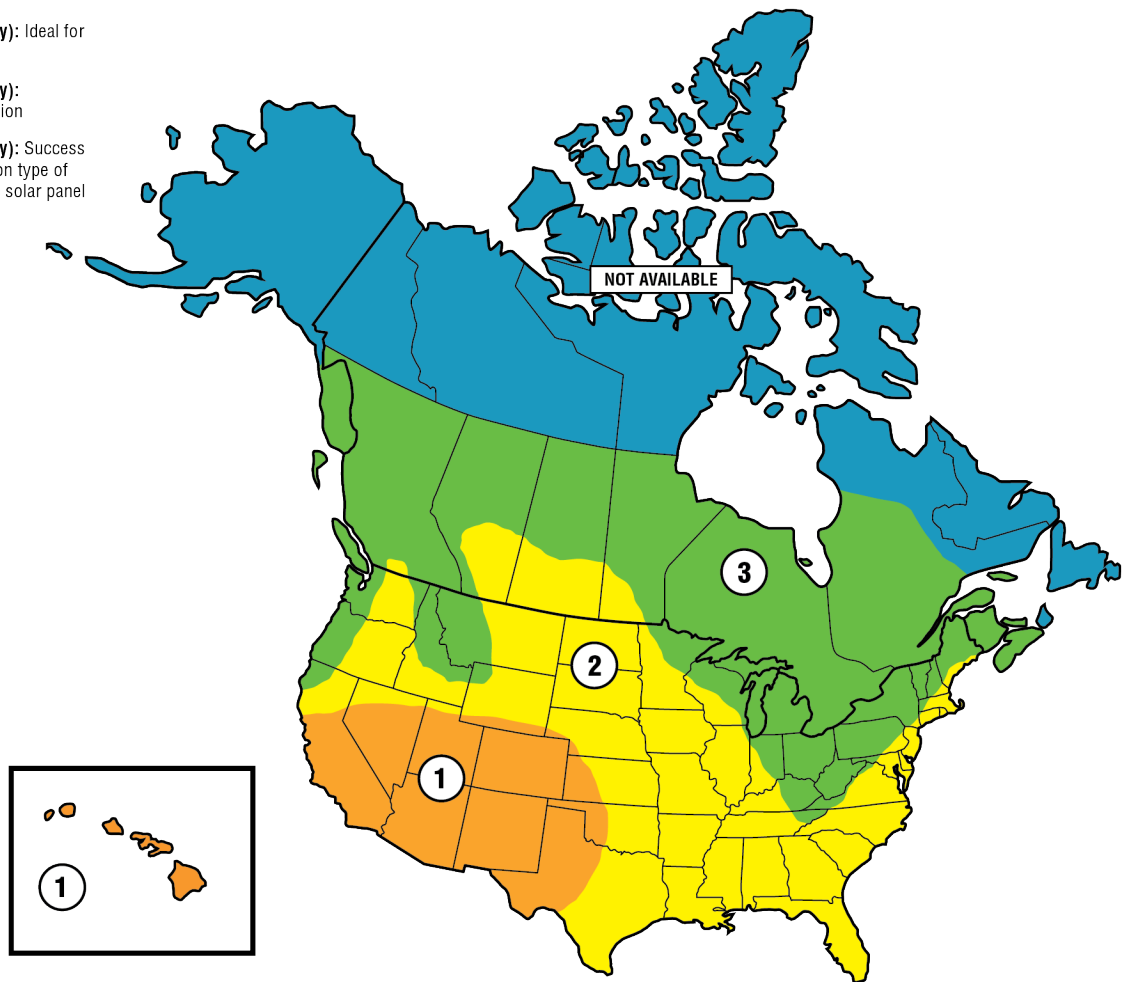 y): Ideal for
y):
ion
y): Success
on type of
solar panel
NOT AVAILABLE
3
2
1
1